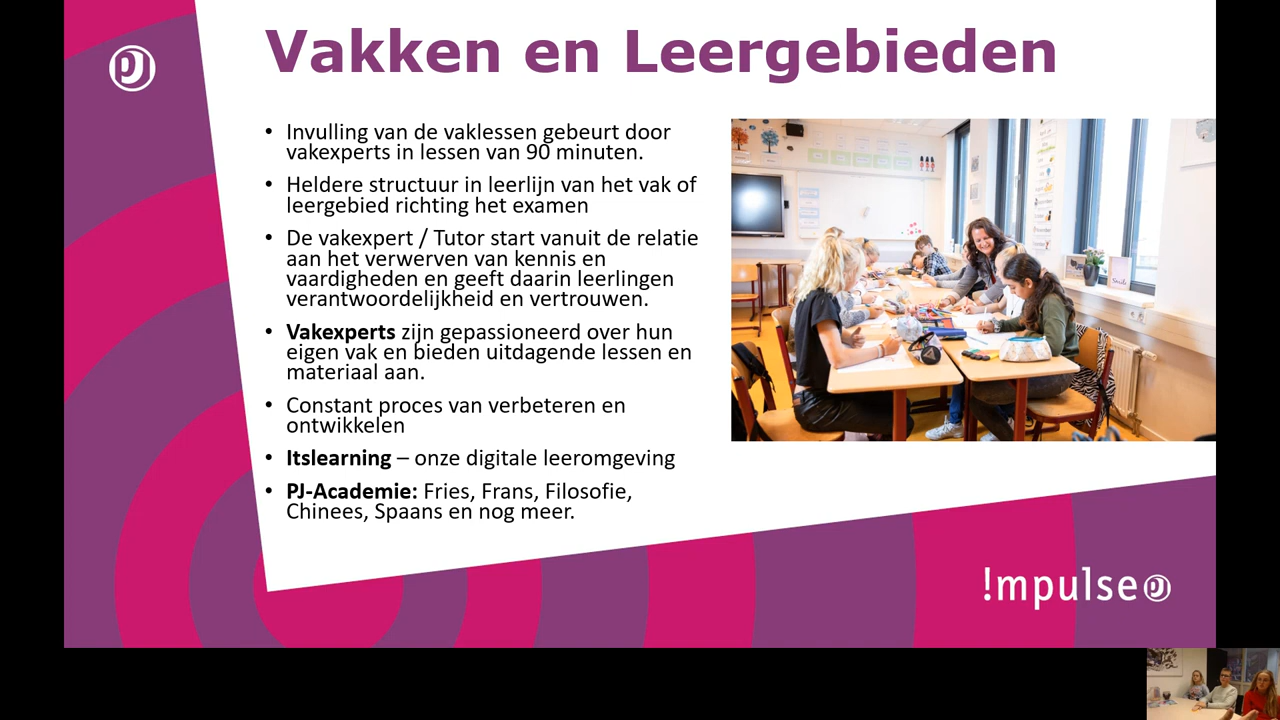 Vakken en Leergebieden
• Invulling van de vaklessen gebeurt door
vakexperts in lessen van 90 minuten.
• Heldere structuur in leerlijn van het vak of
leergebied richting het examen
• De vakexpert / Tutor start vanuit de relatie
aan het verwerven van kennis en
vaardigheden en geeft daarin leerlingen
verantwoordelijkheid en vertrouwen.
• Vakexperts zijn gepassioneerd over hun
eigen vak en bieden uitdagende lessen en
materiaal aan.
• Constant proces van verbeteren en
ontwikkelen
• Itslearning – onze digitale leeromgeving
• PJ-Academie: Fries, Frans, Filosofie,
Chinees, Spaans en nog meer.
!mpulse PJ